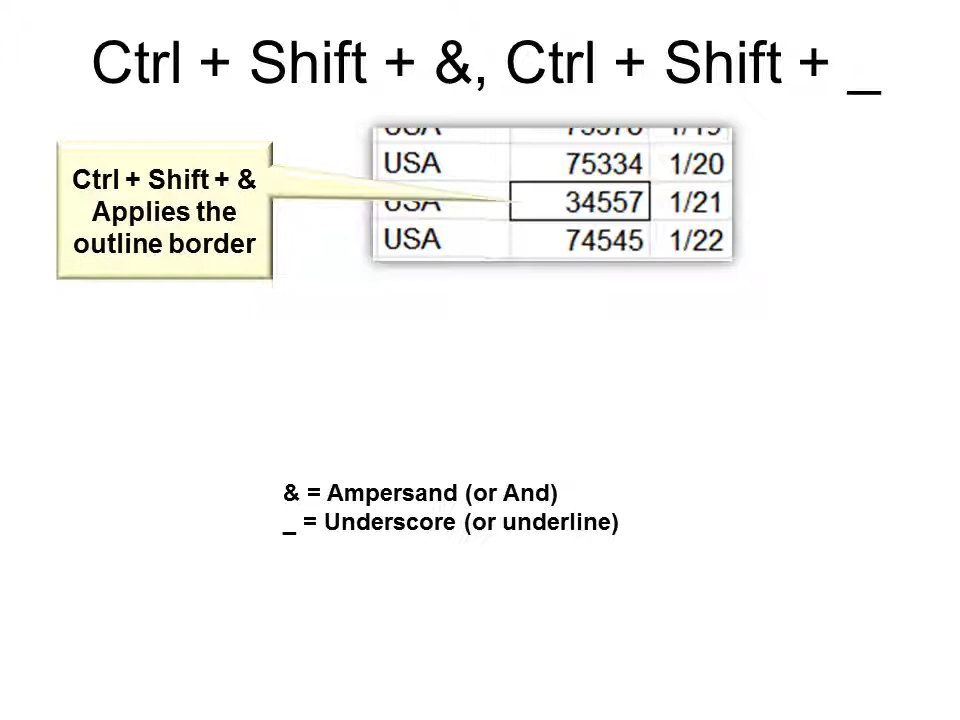 Ctrl + Shift + &, Ctrl + Shift + _
Ctrl + Shift + &
Applies the
outline border
USA 75334 1/20
USA 34557 1/21
USA 74545 1/22
& = Ampersand (or And)
_ = Underscore (or underline)